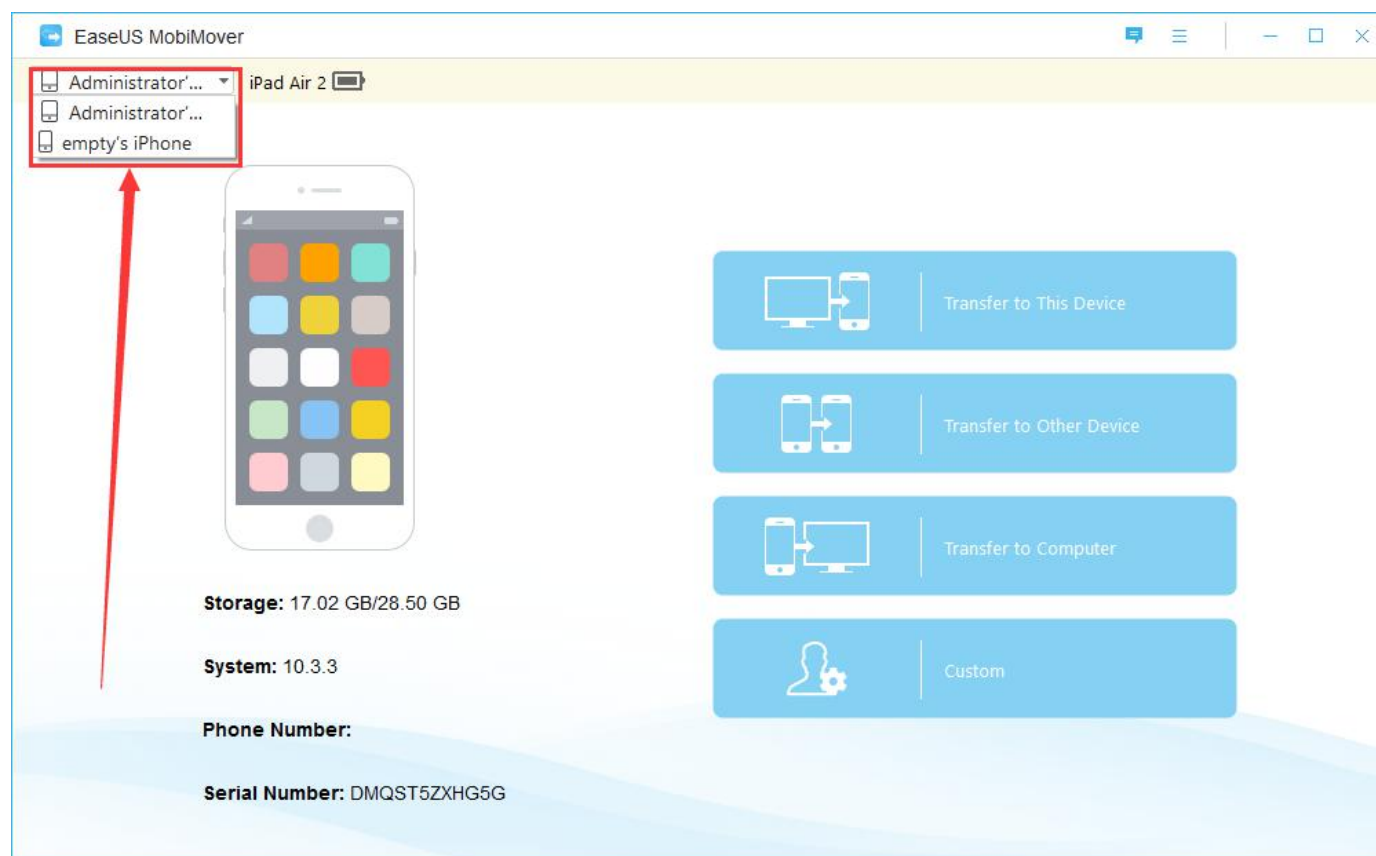 EaseUS MobiMover
Administrator'... iPad Air 2
Administrator'...
empty's iPhone
Transfer to This Device
Transfer to Other Device
Transfer to Computer
Custom
Storage: 17.02 GB/28.50 GB
System: 10.3.3
Phone Number:
Serial Number: DMQST5ZXHG5G